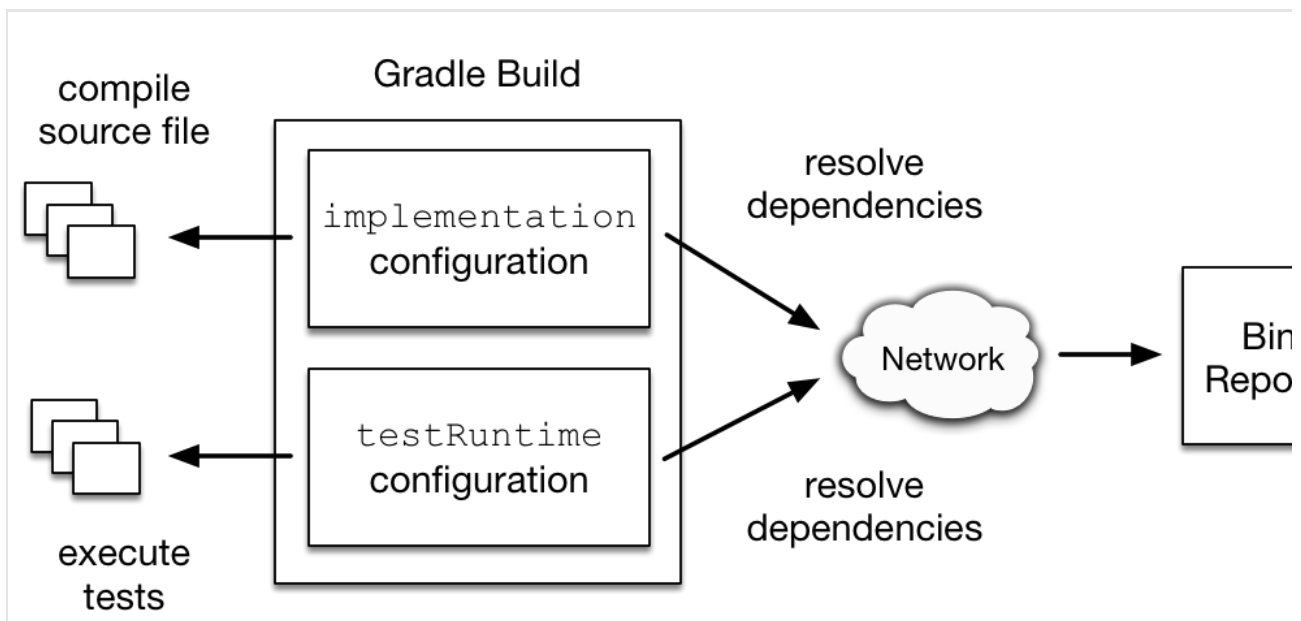 Gradle Build
compile
source file
implementation
configuration
resolve
dependencies
Network
testRuntime
configuration
execute
tests
resolve
dependencies